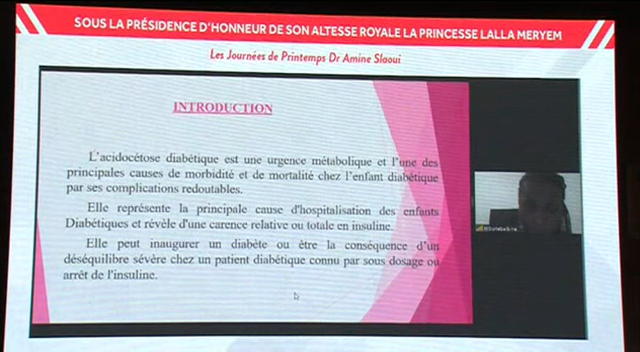 SOUS LA PRÉSIDENCE D'HONNEUR DE SON ALTESSE ROYALE LA PRINCESSE LALLA MERYEM
Les Journées de Printemps Dr Amine Slaoui
INTRODUCTION
L'acidocétose diabétique est une urgence métabolique et l'une des
principales causes de morbidité et de mortalité chez l'enfant diabétique
par ses complications redoutables.
Elle représente la principale cause d'hospitalisation des enfants
Diabétiques et révèle d'une carence relative ou totale en insuline.
Elle peut inaugurer un diabète ou être la conséquence d'un
déséquilibre sévère chez un patient diabétique connu par sous dosage ou
arrêt de l'insuline.